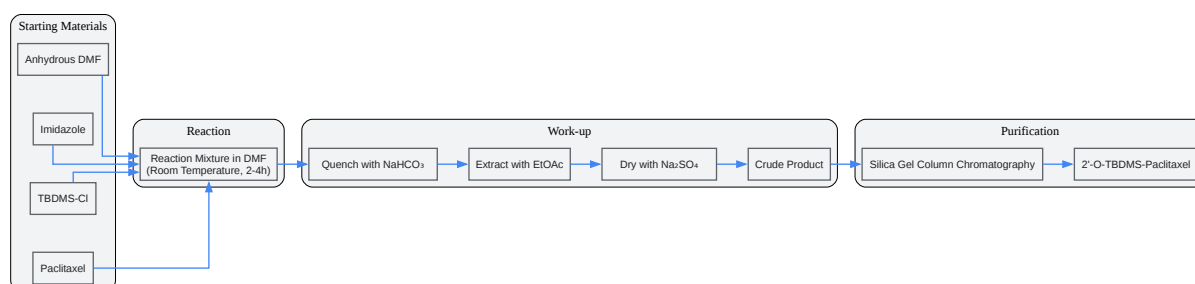 Starting Materials
Anhydrous DMF
Imidazole
TBDMS-Cl
Paclitaxel
Reaction
Reaction Mixture in DMF
(Room Temperature, 2-4h)
Work-up
Quench with NaHCO₃
Extract with EtOAc
Dry with Na₂SO₄
Crude Product
Purification
Silica Gel Column Chromatography
2'-O-TBDMS-Paclitaxel